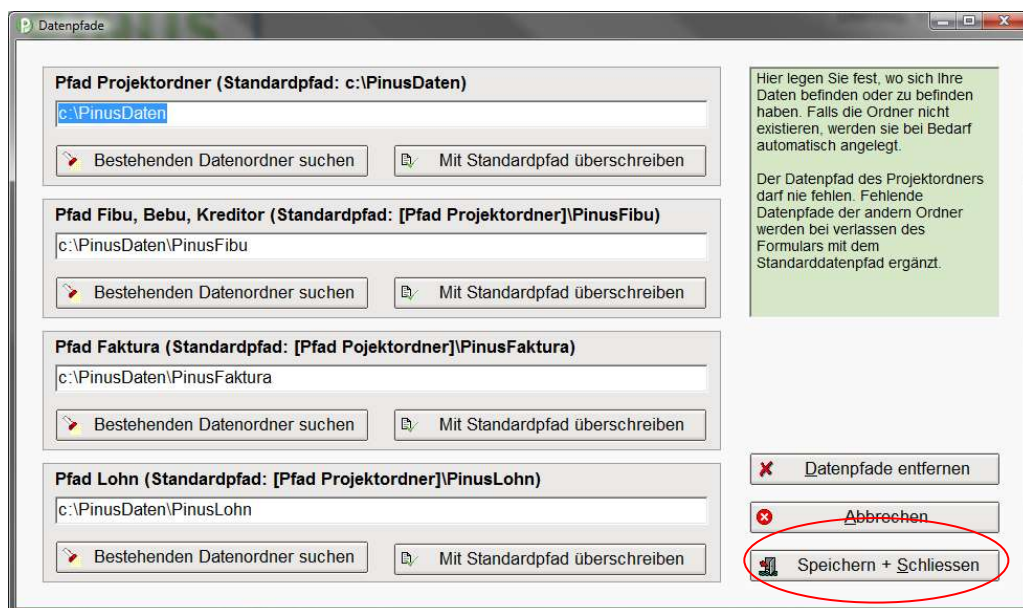 Datenpfade
Pfad Projektordner (Standardpfad: c:\PinusDaten)
c:\PinusDaten
Bestehenden Datenordner suchen
Mit Standardpfad überschreiben
Pfad Fibu, Bebu, Kreditor (Standardpfad: [Pfad Projektordner]\PinusFibu)
c:\PinusDaten\PinusFibu
Bestehenden Datenordner suchen
Mit Standardpfad überschreiben
Pfad Faktura (Standardpfad: [Pfad Pojektordner]\PinusFaktura)
c:\PinusDaten\PinusFaktura
Bestehenden Datenordner suchen
Mit Standardpfad überschreiben
Pfad Lohn (Standardpfad: [Pfad Projektordner]\PinusLohn)
c:\PinusDaten\PinusLohn
Bestehenden Datenordner suchen
Mit Standardpfad überschreiben
Hier legen Sie fest, wo sich Ihre
Daten befinden oder zu befinden
haben. Falls die Ordner nicht
existieren, werden sie bei Bedarf
automatisch angelegt.
Der Datenpfad des Projektordners
darf nie fehlen. Fehlende
Datenpfade der andern Ordner
werden bei verlassen des
Formulars mit dem
Standarddatenpfad ergänzt.
Datenpfade entfernen
Abbrechen
Speichern + Schliessen